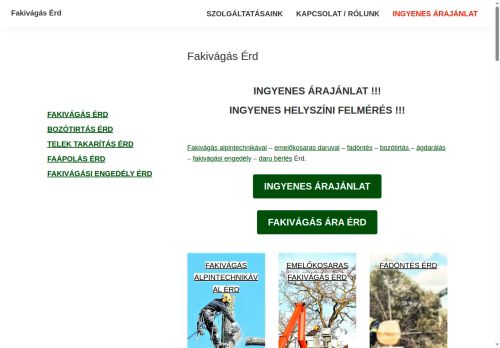 Fakivágás Érd
SZOLGÁLTATÁSAINK KAPCSOLAT / RÓLUNK INGYENES ÁRAJÁNLAT
FAKIVÁGÁS ÉRD
BOZÓTIRTÁS ÉRD
TELEK TAKARÍTÁS ÉRD
FAÁPOLÁS ÉRD
FAKIVÁGÁSI ENGEDÉLY ÉRD
Fakivágás Érd
INGYENES ÁRAJÁNLAT !!!
INGYENES HELYSZÍNI FELMÉRÉS !!!
Fakivágás alpintechnikával – emelőkosaras daruval – fadöntés – bozótirtás – ágdarálás
– fakivágási engedély – daru bérlés Érd.
INGYENES ÁRAJÁNLAT
FAKIVÁGÁS ÁRA ÉRD
FAKIVÁGÁS
ALPINTECHNIKÁV
AL ÉRD
EMELŐKOSARAS
FAKIVÁGÁS ÉRD
FADÖNTÉS ÉRD